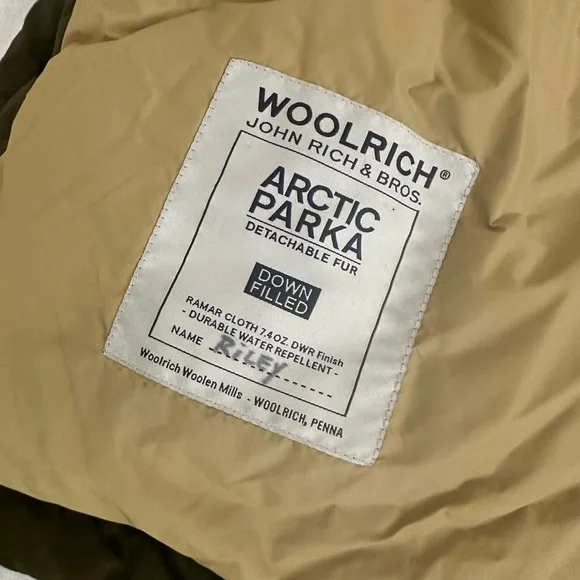 WOOLRICH®
JOHN RICH & BROS.
ARCTIC
PARKA
DETACHABLE FUR
DOWN
FILLED
RAMAR CLOTH 7.4 OZ. DWR Finish
- DURABLE WATER REPELLENT -
NAME Riley
Woolrich Woolen Mills - WOOLRICH, PENNA